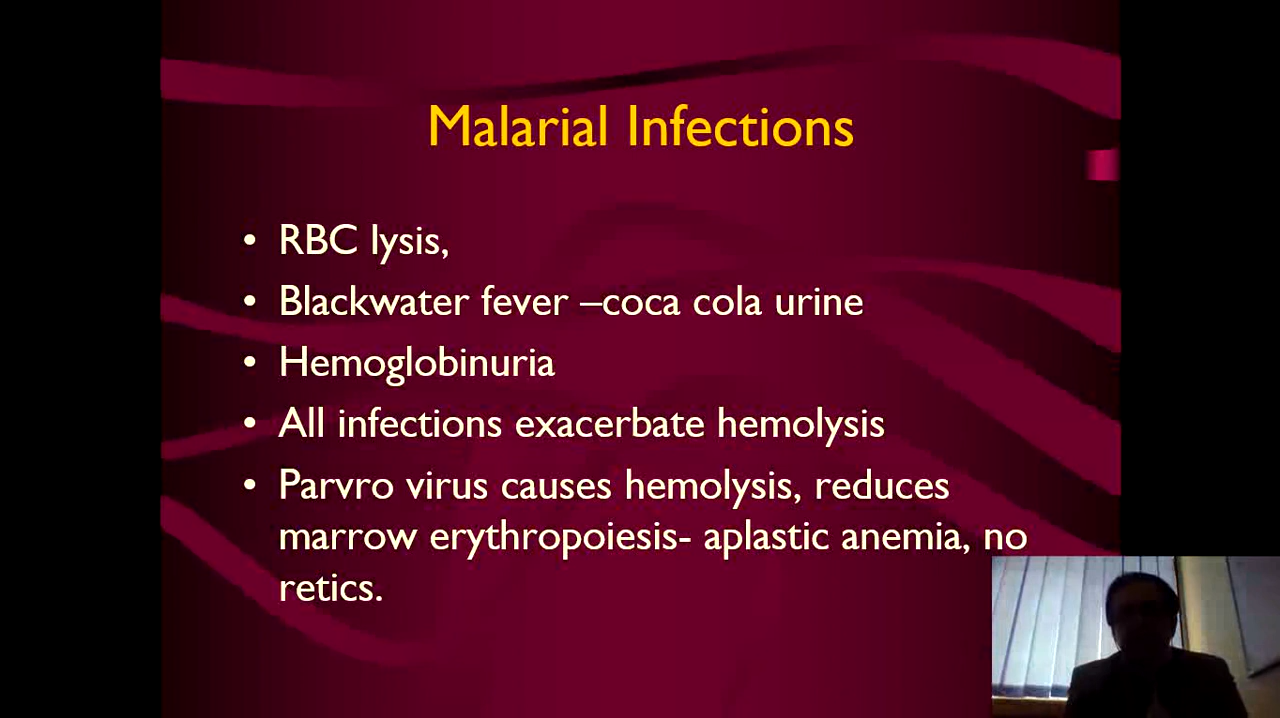 Malarial Infections
• RBC lysis,
• Blackwater fever –coca cola urine
• Hemoglobinuria
• All infections exacerbate hemolysis
• Parvro virus causes hemolysis, reduces
marrow erythropoiesis- aplastic anemia, no
retics.